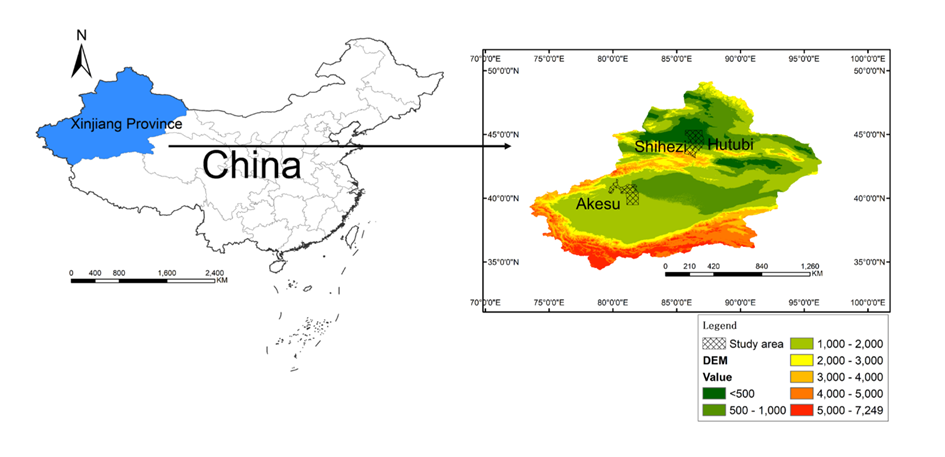 N
Xinjiang Province
China
0 400 800 1,600 2,400
KM
70°0'0"E 75°0'0"E 80°0'0"E 85°0'0"E 90°0'0"E 95°0'0"E 100°0'0"E
50°0'0"N 50°0'0"N
45°0'0"N 45°0'0"N
Shihezi Hutubi
40°0'0"N 40°0'0"N
Akesu
35°0'0"N 35°0'0"N
0 210 420 840 1,260
KM
70°0'0"E 75°0'0"E 80°0'0"E 85°0'0"E 90°0'0"E 95°0'0"E 100°0'0"E
Legend
Study area
DEM
Value
<500
500 - 1,000
1,000 - 2,000
2,000 - 3,000
3,000 - 4,000
4,000 - 5,000
5,000 - 7,249